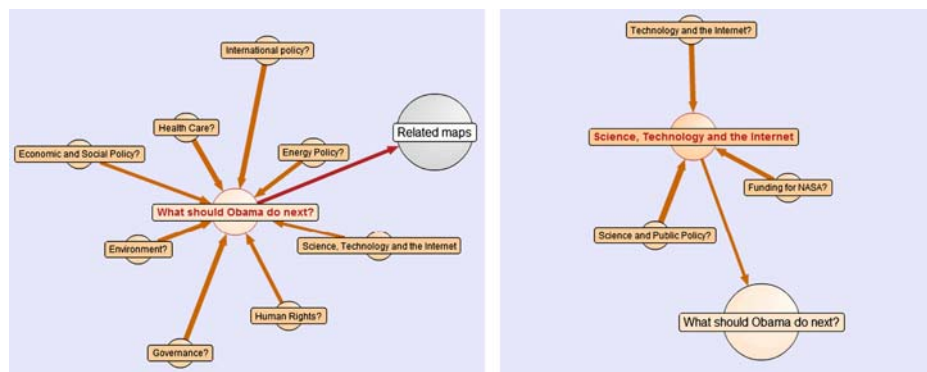 International policy?
Health Care?
Related maps
Economic and Social Policy?
Energy Policy?
What should Obama do next?
Environment?
Science, Technology and the Internet
Human Rights?
Governance?
Technology and the Internet?
Science, Technology and the Internet
Funding for NASA?
Science and Public Policy?
What should Obama do next?